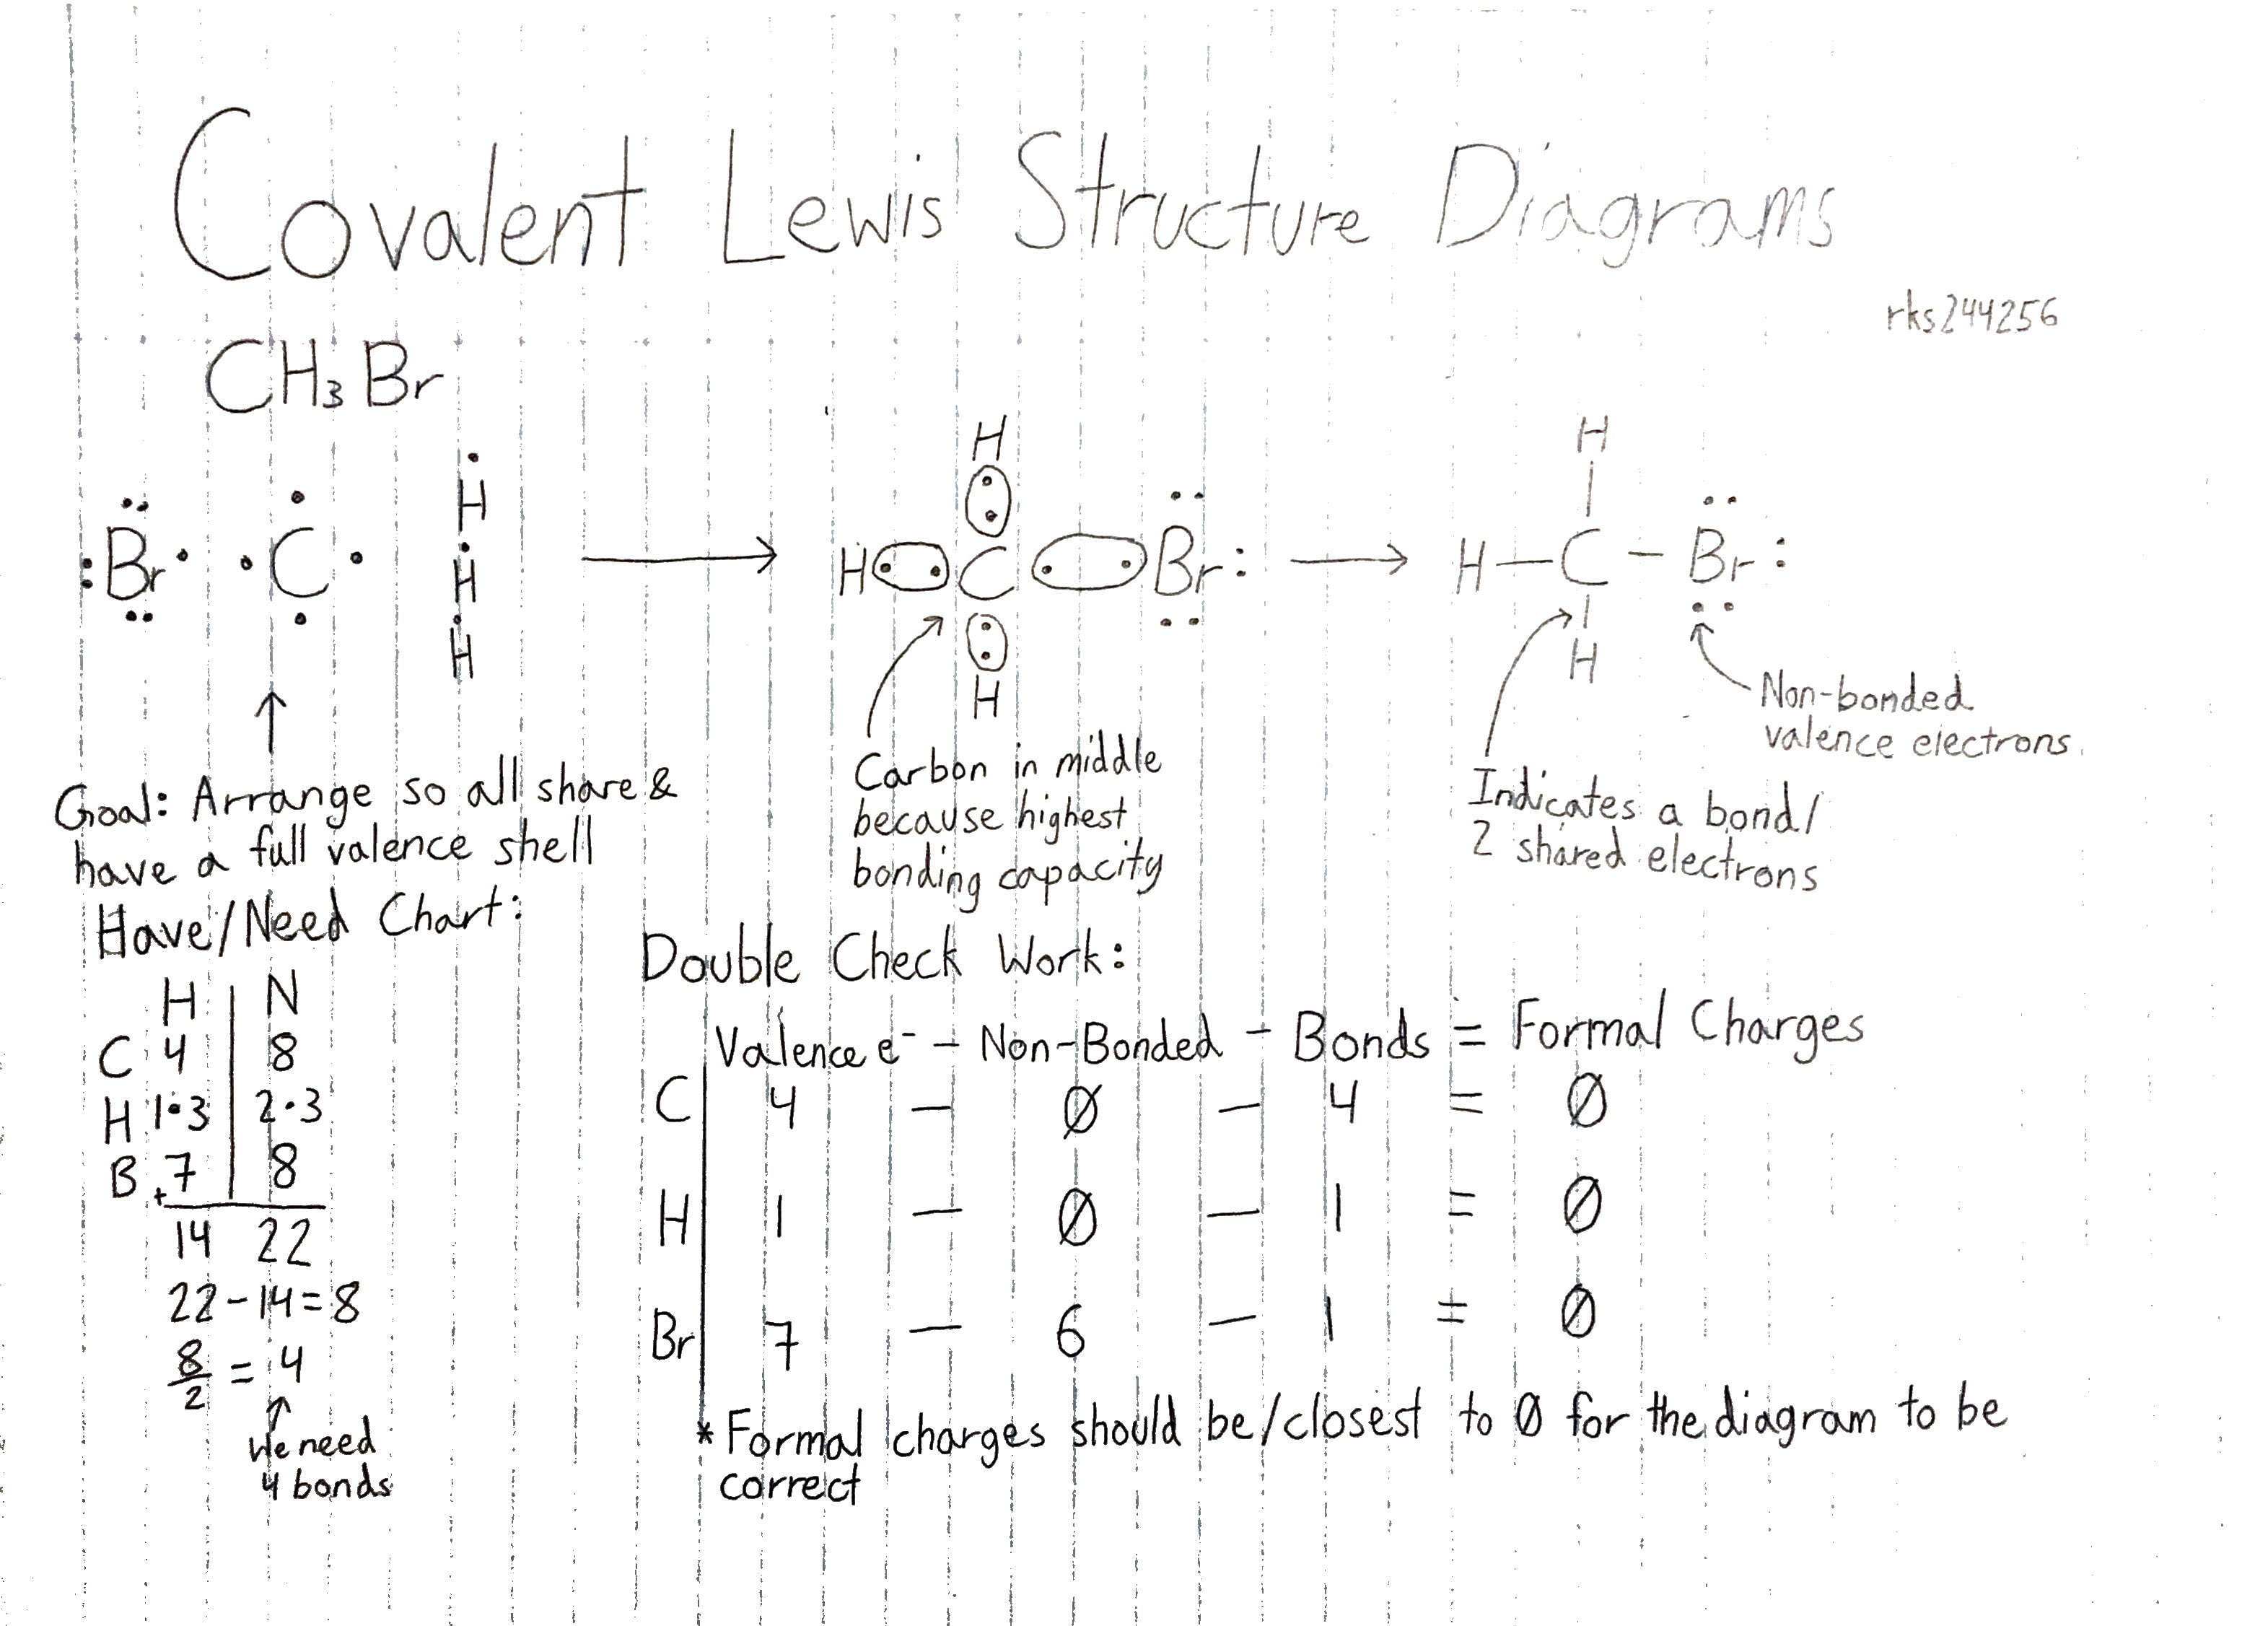 Covalent Lewis Structure Diagrams
rks244256
CH₃Br
H
H
H
Br
C
H
H
H
C
Br:
H
H
C
Br:
H
H
:Br·
·C·
Non-bonded
valence electrons
Carbon in middle
because highest
bonding capacity
Indicates a bond/
2 shared electrons
Goal: Arrange so all share &
have a full valence shell
Have/Need Chart:
H | N
C 4 | 8
H 1·3 | 2·3
B +7 | 8
14 22
22-14=8
8/2 = 4
We need
4 bonds
Double Check Work:
Valence e⁻ - Non-Bonded - Bonds = Formal Charges
C | 4 - Ø - 4 = Ø
H | 1 - Ø - 1 = Ø
Br | 7 - 6 - 1 = Ø
* Formal charges should be/closest to Ø for the diagram to be
correct